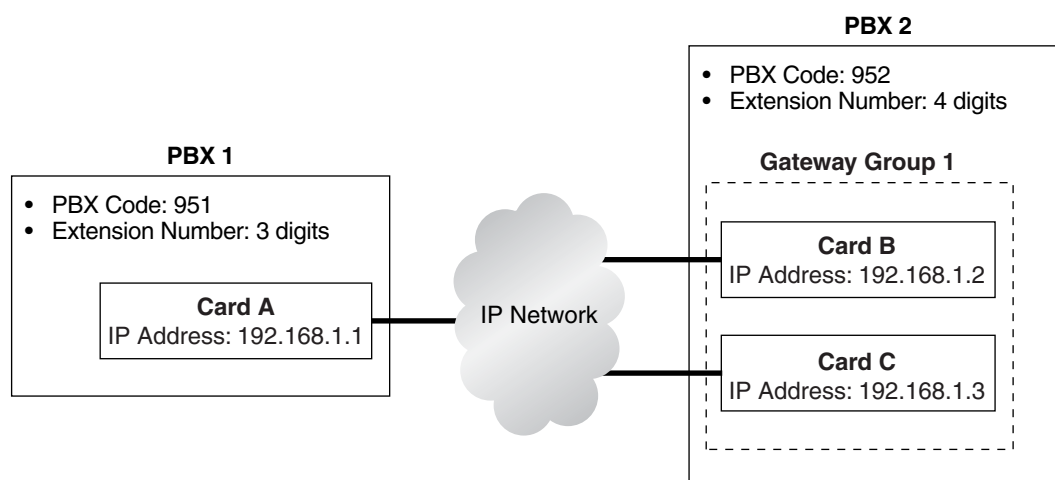 PBX 1
• PBX Code: 951
• Extension Number: 3 digits
Card A
IP Address: 192.168.1.1
IP Network
PBX 2
• PBX Code: 952
• Extension Number: 4 digits
Gateway Group 1
Card B
IP Address: 192.168.1.2
Card C
IP Address: 192.168.1.3